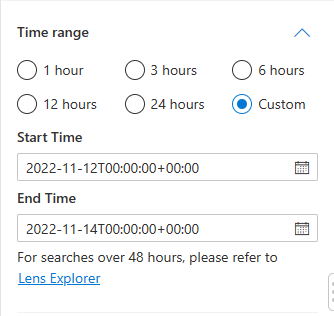 Time range
1 hour 3 hours 6 hours
12 hours 24 hours Custom
Start Time
2022-11-12T00:00:00+00:00
End Time
2022-11-14T00:00:00+00:00
For searches over 48 hours, please refer to
Lens Explorer